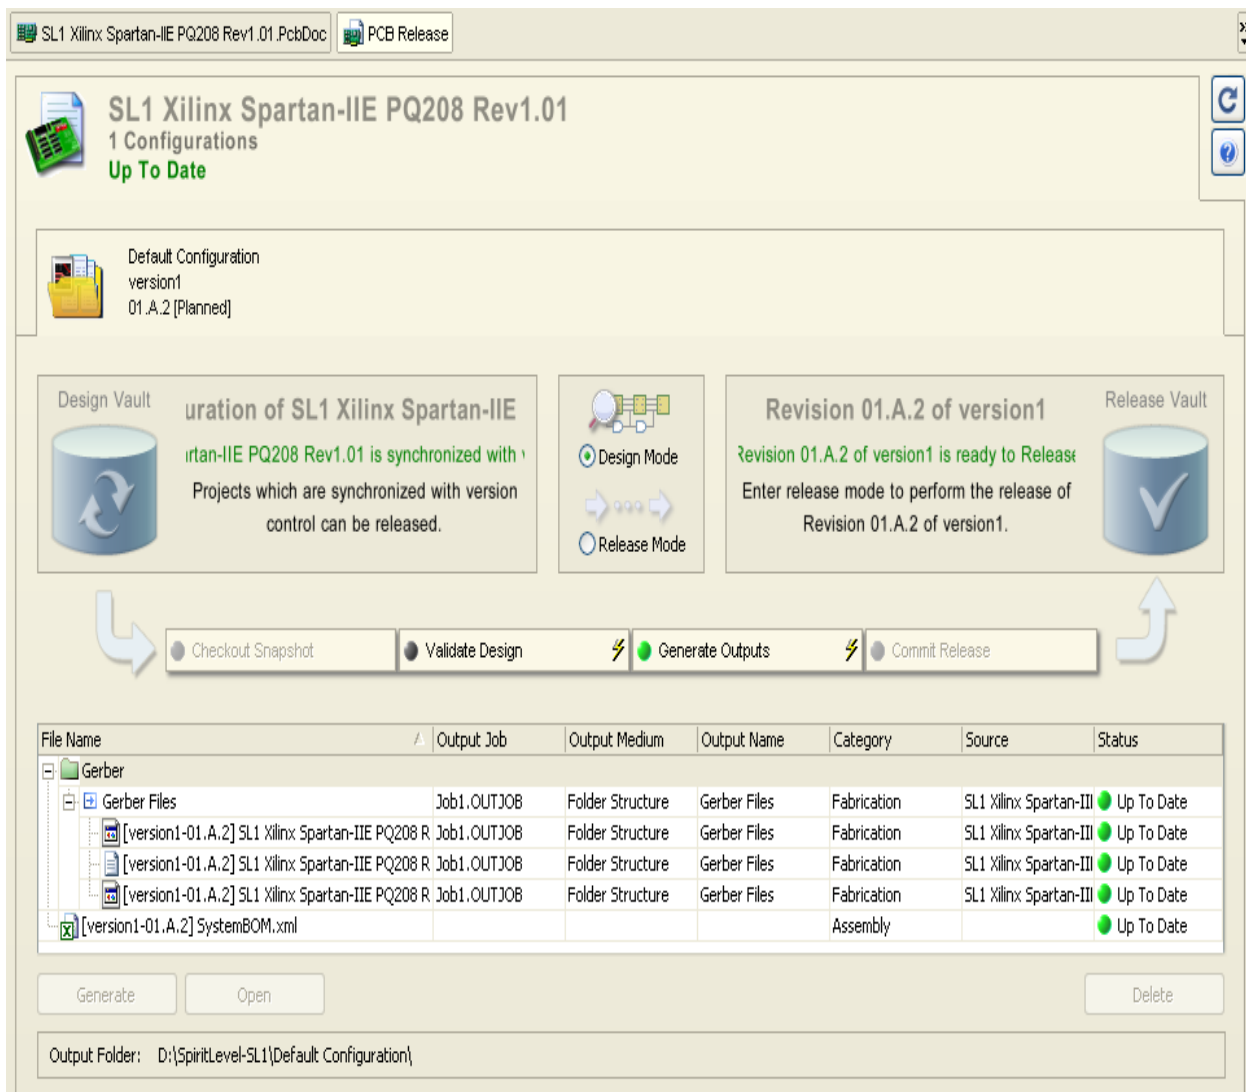 SL1 Xilinx Spartan-IIE PQ208 Rev1.01.PcbDoc PCB Release
SL1 Xilinx Spartan-IIE PQ208 Rev1.01
1 Configurations
Up To Date
Default Configuration
version1
01.A.2 [Planned]
Design Vault
uration of SL1 Xilinx Spartan-IIE
rtan-IIE PQ208 Rev1.01 is synchronized with
Projects which are synchronized with version
control can be released.
Design Mode
Release Mode
Revision 01.A.2 of version1
Revision 01.A.2 of version1 is ready to Release
Enter release mode to perform the release of
Revision 01.A.2 of version1.
Release Vault
Checkout Snapshot Validate Design Generate Outputs Commit Release
File Name Output Job Output Medium Output Name Category Source Status
Gerber
Gerber Files Job1.OUTJOB Folder Structure Gerber Files Fabrication SL1 Xilinx Spartan-III Up To Date
[version1-01.A.2] SL1 Xilinx Spartan-IIE PQ208 R Job1.OUTJOB Folder Structure Gerber Files Fabrication SL1 Xilinx Spartan-III Up To Date
[version1-01.A.2] SL1 Xilinx Spartan-IIE PQ208 R Job1.OUTJOB Folder Structure Gerber Files Fabrication SL1 Xilinx Spartan-III Up To Date
[version1-01.A.2] SL1 Xilinx Spartan-IIE PQ208 R Job1.OUTJOB Folder Structure Gerber Files Fabrication SL1 Xilinx Spartan-III Up To Date
[version1-01.A.2] SystemBOM.xml Assembly Up To Date
Generate Open Delete
Output Folder: D:\SpiritLevel-SL1\Default Configuration\